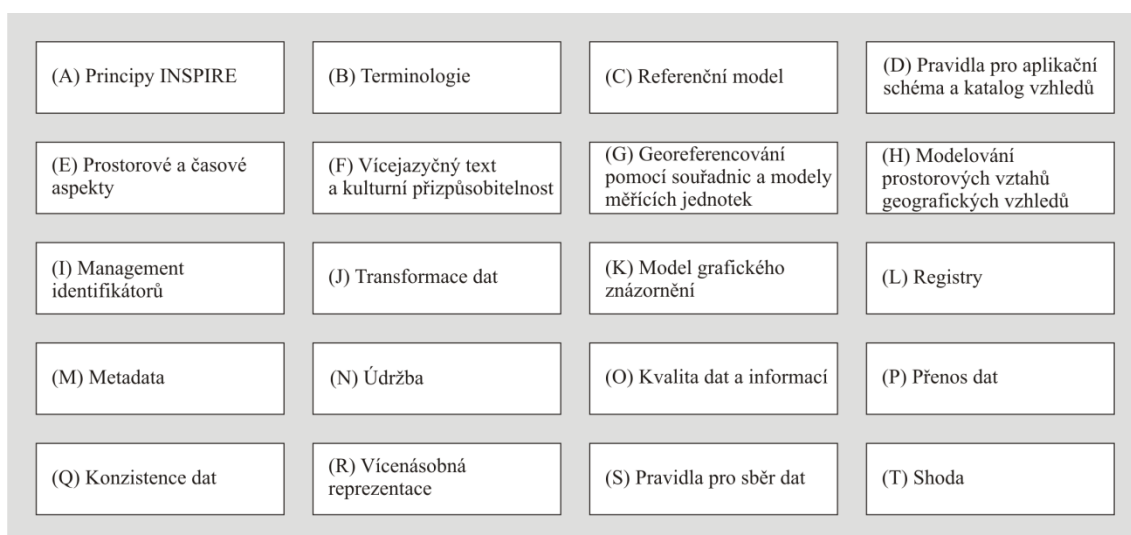 (A) Principy INSPIRE
(B) Terminologie
(C) Referenční model
(D) Pravidla pro aplikační
schéma a katalog vzhledů
(E) Prostorové a časové
aspekty
(F) Vícejazyčný text
a kulturní přizpůsobitelnost
(G) Georeferencování
pomocí souřadnic a modely
měřících jednotek
(H) Modelování
prostorových vztahů
geografických vzhledů
(I) Management
identifikátorů
(J) Transformace dat
(K) Model grafického
znázornění
(L) Registry
(M) Metadata
(N) Údržba
(O) Kvalita dat a informací
(P) Přenos dat
(Q) Konzistence dat
(R) Vícenásobná
reprezentace
(S) Pravidla pro sběr dat
(T) Shoda